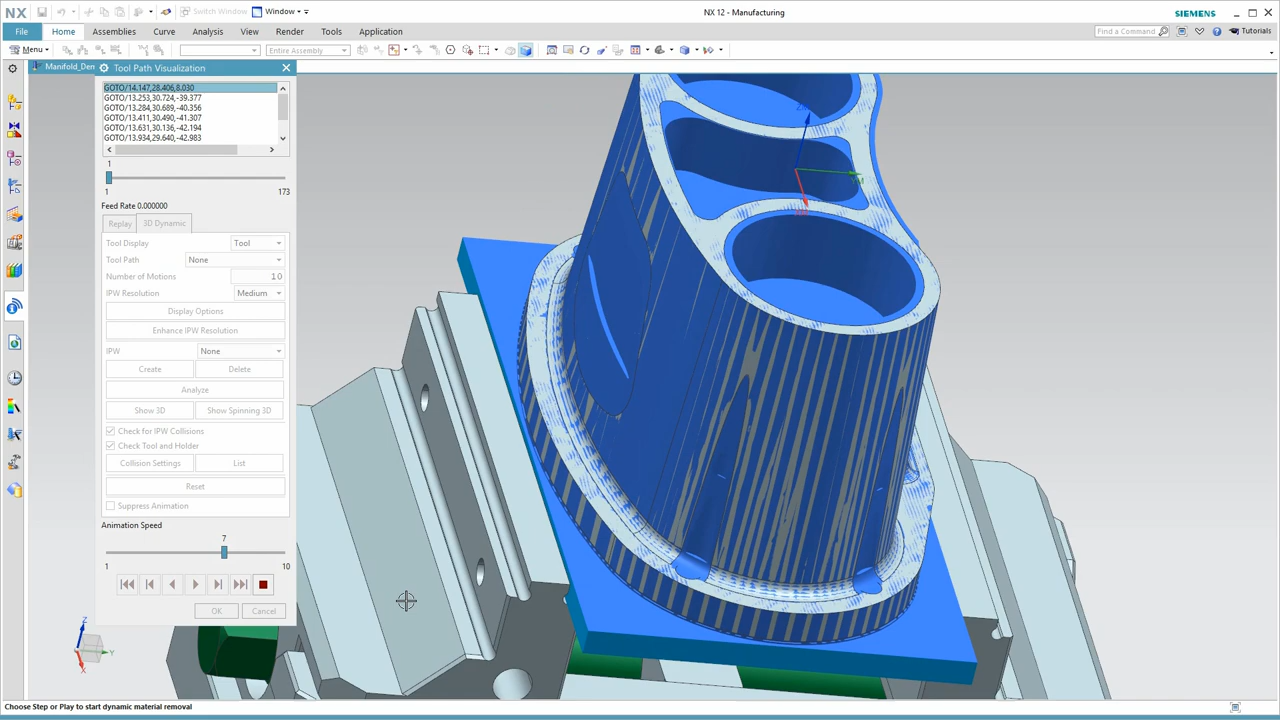 NX
Switch Window
Window
NX 12 - Manufacturing
SIEMENS
File
Home
Assemblies
Curve
Analysis
View
Render
Tools
Application
Find a Command
Tutorials
Menu
Entire Assembly
Manifold_Dem
Tool Path Visualization
GOTO/14.147,28.406,8.030
GOTO/13.253,30.724,-39.377
GOTO/13.284,30.689,-40.356
GOTO/13.411,30.490,-41.307
GOTO/13.631,30.136,-42.194
GOTO/13.934,29.640,-42.983
1
1
173
Feed Rate 0.000000
Replay
3D Dynamic
Tool Display
Tool
Tool Path
None
Number of Motions
10
IPW Resolution
Medium
Display Options
Enhance IPW Resolution
IPW
None
Create
Delete
Analyze
Show 3D
Show Spinning 3D
Check for IPW Collisions
Check Tool and Holder
Collision Settings
List
Reset
Suppress Animation
Animation Speed
7
1
10
OK
Cancel
Z
Y
X
Choose Step or Play to start dynamic material removal